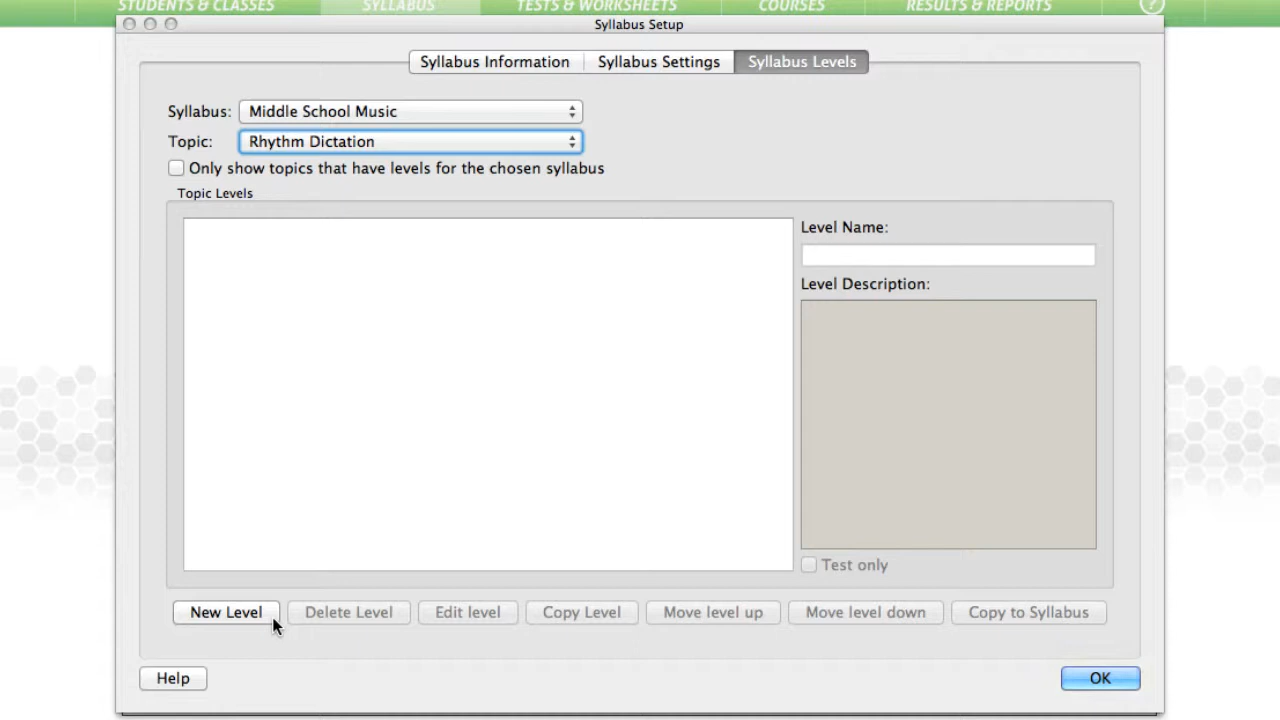 STUDENTS & CLASSES SYLLABUS TESTS & WORKSHEETS COURSES RESULTS & REPORTS ?
Syllabus Setup
Syllabus Information Syllabus Settings Syllabus Levels
Syllabus: Middle School Music
Topic: Rhythm Dictation
Only show topics that have levels for the chosen syllabus
Topic Levels
Level Name:
Level Description:
Test only
New Level Delete Level Edit level Copy Level Move level up Move level down Copy to Syllabus
Help OK